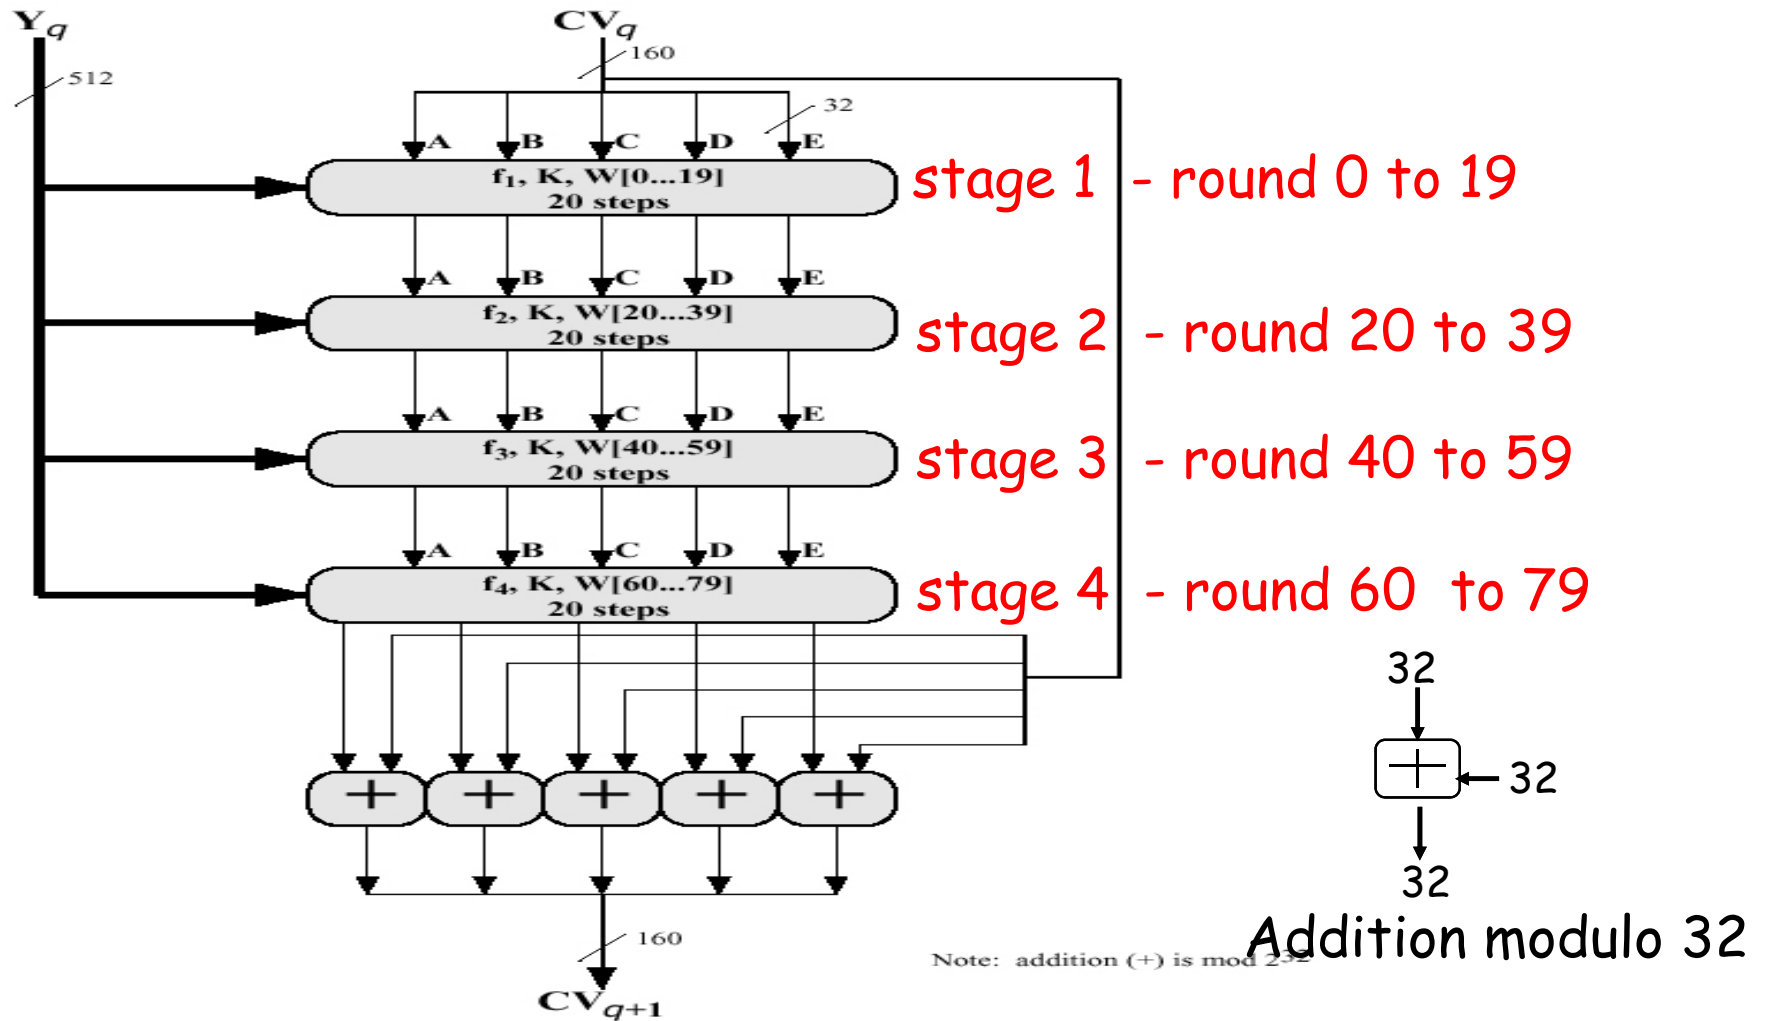 Yq
CVq
160
512
32
A B C D E
f1, K, W[0...19]
20 steps
stage 1 - round 0 to 19
A B C D E
f2, K, W[20...39]
20 steps
stage 2 - round 20 to 39
A B C D E
f3, K, W[40...59]
20 steps
stage 3 - round 40 to 59
A B C D E
f4, K, W[60...79]
20 steps
stage 4 - round 60 to 79
32
+ + + + +
+
32
32
160
Addition modulo 32
Note: addition (+) is mod 2^32
CVq+1